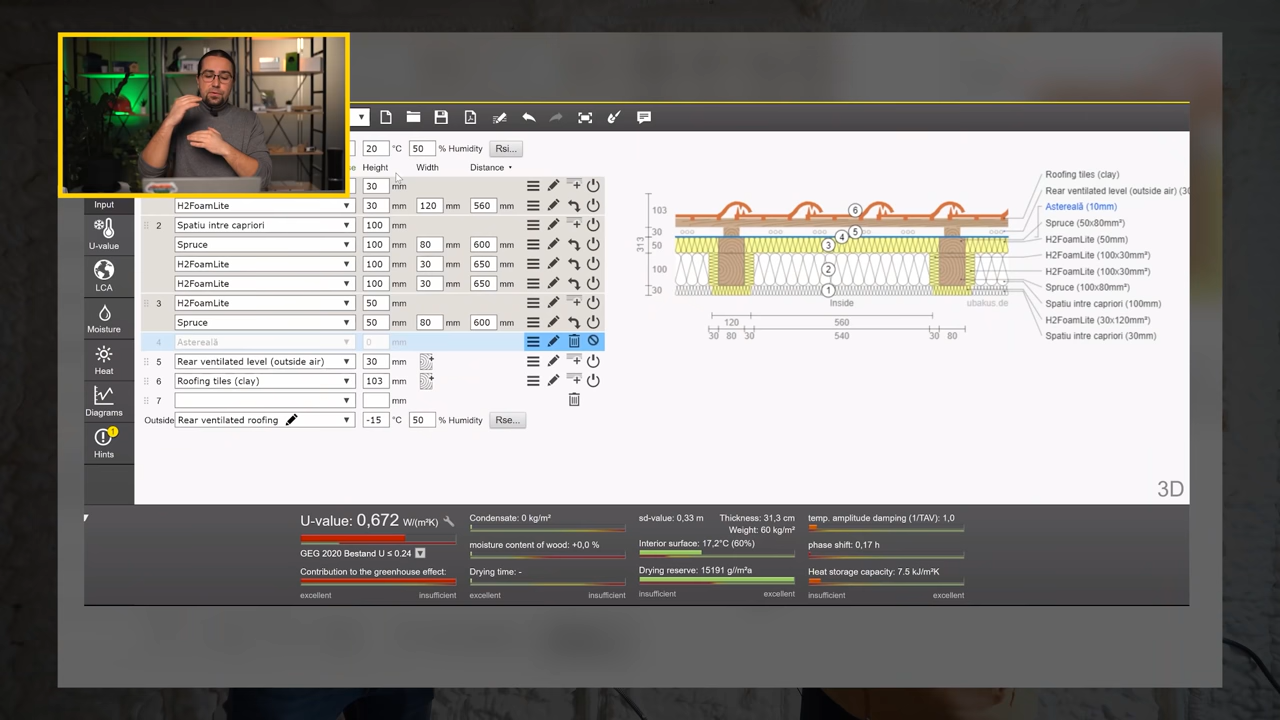 20 °C 50 % Humidity Rsi...
Height Width Distance
30 mm
H2FoamLite 30 mm 120 mm 560 mm
2 Spatiu intre capriori 100 mm
Spruce 100 mm 80 mm 600 mm
H2FoamLite 100 mm 30 mm 650 mm
H2FoamLite 100 mm 30 mm 650 mm
3 H2FoamLite 50 mm
Spruce 50 mm 80 mm 600 mm
4 Astereală 0 mm
5 Rear ventilated level (outside air) 30 mm
6 Roofing tiles (clay) 103 mm
7 mm
Outside Rear ventilated roofing -15 °C 50 % Humidity Rse...
Input
U-value
LCA
Moisture
Heat
Diagrams
1
Hints
Roofing tiles (clay)
Rear ventilated level (outside air) (30
Astereală (10mm)
Spruce (50x80mm²)
H2FoamLite (50mm)
H2FoamLite (100x30mm²)
H2FoamLite (100x30mm²)
Spruce (100x80mm²)
Spatiu intre capriori (100mm)
H2FoamLite (30x120mm²)
Spatiu intre capriori (30mm)
103
30
50
100
30
313
6
5
4
3
2
1
Inside
ubakus.de
120 560
30 80 30 540 30 80
3D
U-value: 0,672 W/(m²K)
GEG 2020 Bestand U ≤ 0.24
Contribution to the greenhouse effect:
excellent insufficient
Condensate: 0 kg/m²
moisture content of wood: +0,0 %
Drying time: -
excellent insufficient
sd-value: 0,33 m Thickness: 31,3 cm
Weight: 60 kg/m²
Interior surface: 17,2°C (60%)
Drying reserve: 15191 g//m²a
insufficient excellent
temp. amplitude damping (1/TAV): 1,0
phase shift: 0,17 h
Heat storage capacity: 7.5 kJ/m²K
insufficient excellent